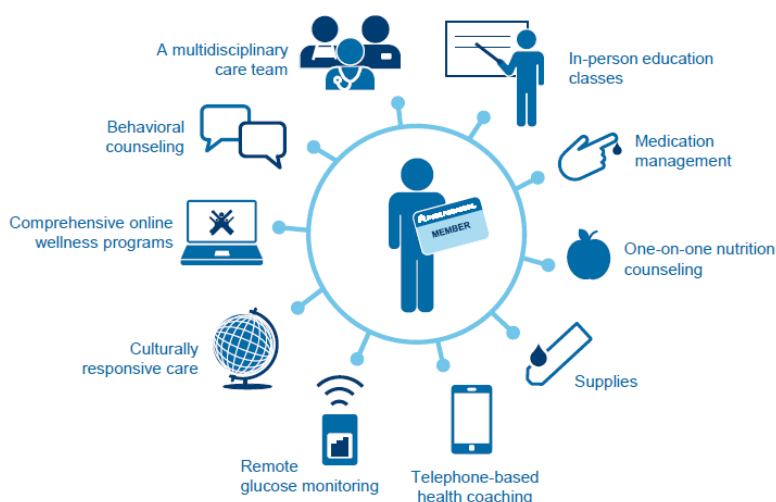 A multidisciplinary
care team
In-person education
classes
Behavioral
counseling
Medication
management
Comprehensive online
wellness programs
MEMBER
One-on-one nutrition
counseling
Culturally
responsive care
Supplies
Remote
glucose monitoring
Telephone-based
health coaching